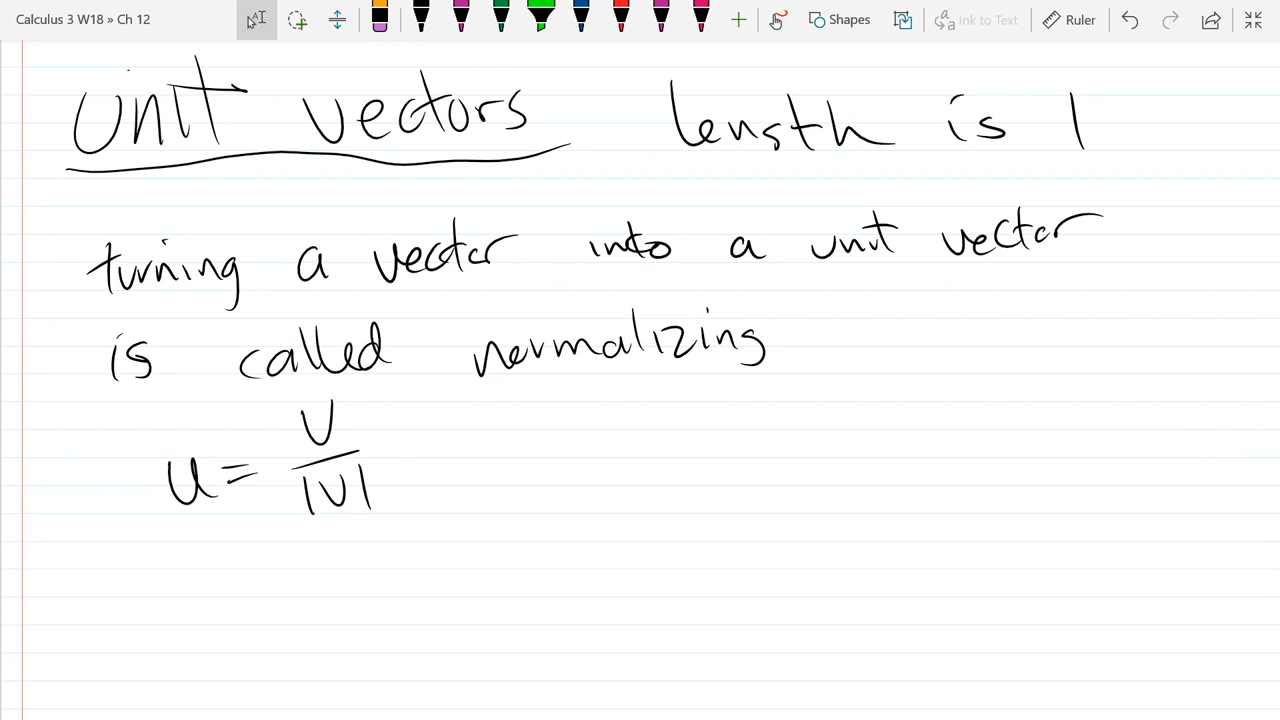 Calculus 3 W18 » Ch 12
Shapes
Ink to Text
Ruler
Unit vectors length is 1
turning a vector into a unit vector
is called normalizing
u = v / |v|